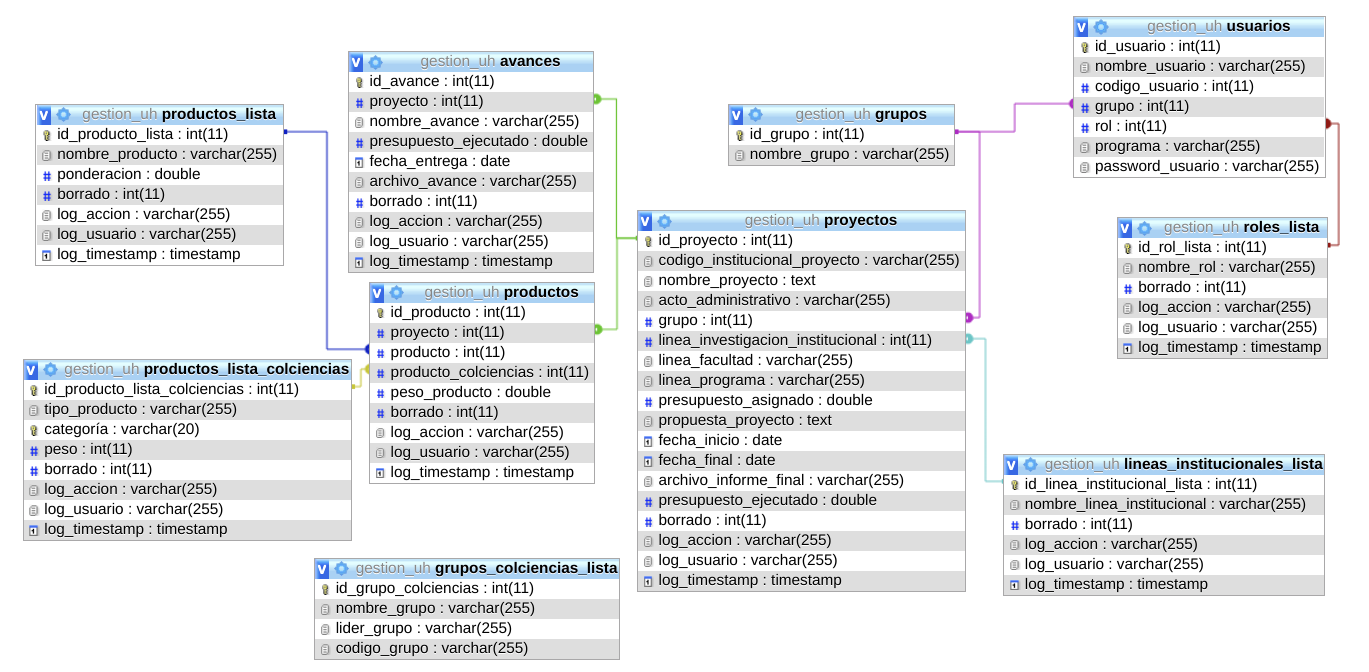 gestion_uh productos_lista
id_producto_lista : int(11)
nombre_producto : varchar(255)
ponderacion : double
borrado : int(11)
log_accion : varchar(255)
log_usuario : varchar(255)
log_timestamp : timestamp
gestion_uh avances
id_avance : int(11)
proyecto : int(11)
nombre_avance : varchar(255)
presupuesto_ejecutado : double
fecha_entrega : date
archivo_avance : varchar(255)
borrado : int(11)
log_accion : varchar(255)
log_usuario : varchar(255)
log_timestamp : timestamp
gestion_uh grupos
id_grupo : int(11)
nombre_grupo : varchar(255)
gestion_uh usuarios
id_usuario : int(11)
nombre_usuario : varchar(255)
codigo_usuario : int(11)
grupo : int(11)
rol : int(11)
programa : varchar(255)
password_usuario : varchar(255)
gestion_uh roles_lista
id_rol_lista : int(11)
nombre_rol : varchar(255)
borrado : int(11)
log_accion : varchar(255)
log_usuario : varchar(255)
log_timestamp : timestamp
gestion_uh proyectos
id_proyecto : int(11)
codigo_institucional_proyecto : varchar(255)
nombre_proyecto : text
acto_administrativo : varchar(255)
grupo : int(11)
linea_investigacion_institucional : int(11)
linea_facultad : varchar(255)
linea_programa : varchar(255)
presupuesto_asignado : double
propuesta_proyecto : text
fecha_inicio : date
fecha_final : date
archivo_informe_final : varchar(255)
presupuesto_ejecutado : double
borrado : int(11)
log_accion : varchar(255)
log_usuario : varchar(255)
log_timestamp : timestamp
gestion_uh productos
id_producto : int(11)
proyecto : int(11)
producto : int(11)
producto_colciencias : int(11)
peso_producto : double
borrado : int(11)
log_accion : varchar(255)
log_usuario : varchar(255)
log_timestamp : timestamp
gestion_uh productos_lista_colciencias
id_producto_lista_colciencias : int(11)
tipo_producto : varchar(255)
categoría : varchar(20)
peso : int(11)
borrado : int(11)
log_accion : varchar(255)
log_usuario : varchar(255)
log_timestamp : timestamp
gestion_uh lineas_institucionales_lista
id_linea_institucional_lista : int(11)
nombre_linea_institucional : varchar(255)
borrado : int(11)
log_accion : varchar(255)
log_usuario : varchar(255)
log_timestamp : timestamp
gestion_uh grupos_colciencias_lista
id_grupo_colciencias : int(11)
nombre_grupo : varchar(255)
lider_grupo : varchar(255)
codigo_grupo : varchar(255)